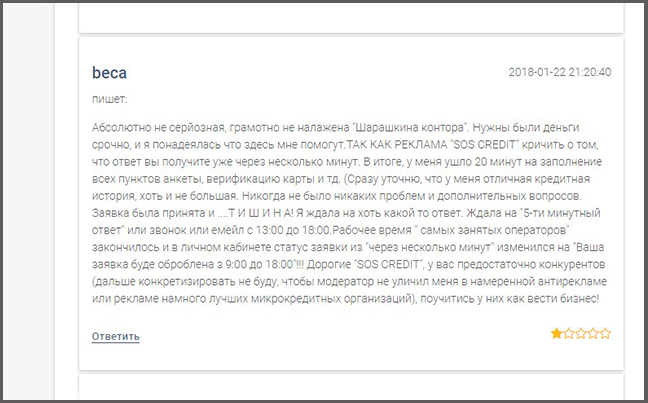 beca
2018-01-22 21:20:40
пишет:
Абсолютно не серйозная, грамотно не налажена "Шарашкина контора". Нужны были деньги
срочно, и я понадеялась что здесь мне помогут.ТАК КАК РЕКЛАМА "SOS CREDIT" кричить о том,
что ответ вы получите уже через несколько минут. В итоге, у меня ушло 20 минут на заполнение
всех пунктов анкеты, верификацию карты и тд. (Сразу уточню, что у меня отличная кредитная
история, хоть и не большая. Никогда не было никаких проблем и дополнительных вопросов.
Заявка была принята и ....Т И Ш И Н А! Я ждала на хоть какой то ответ. Ждала на "5-ти минутный
ответ" или звонок или емейл с 13:00 до 18:00.Рабочее время " самых занятых операторов"
закончилось и в личном кабинете статус заявки из "через несколько минут" изменился на "Ваша
заявка буде оброблена з 9:00 до 18:00"!!! Дорогие "SOS CREDIT", у вас предостаточно конкурентов
(дальше конкретизировать не буду, чтобы модератор не уличил меня в намеренной антирекламе
или рекламе намного лучших микрокредитных организаций), поучитись у них как вести бизнес!
Ответить